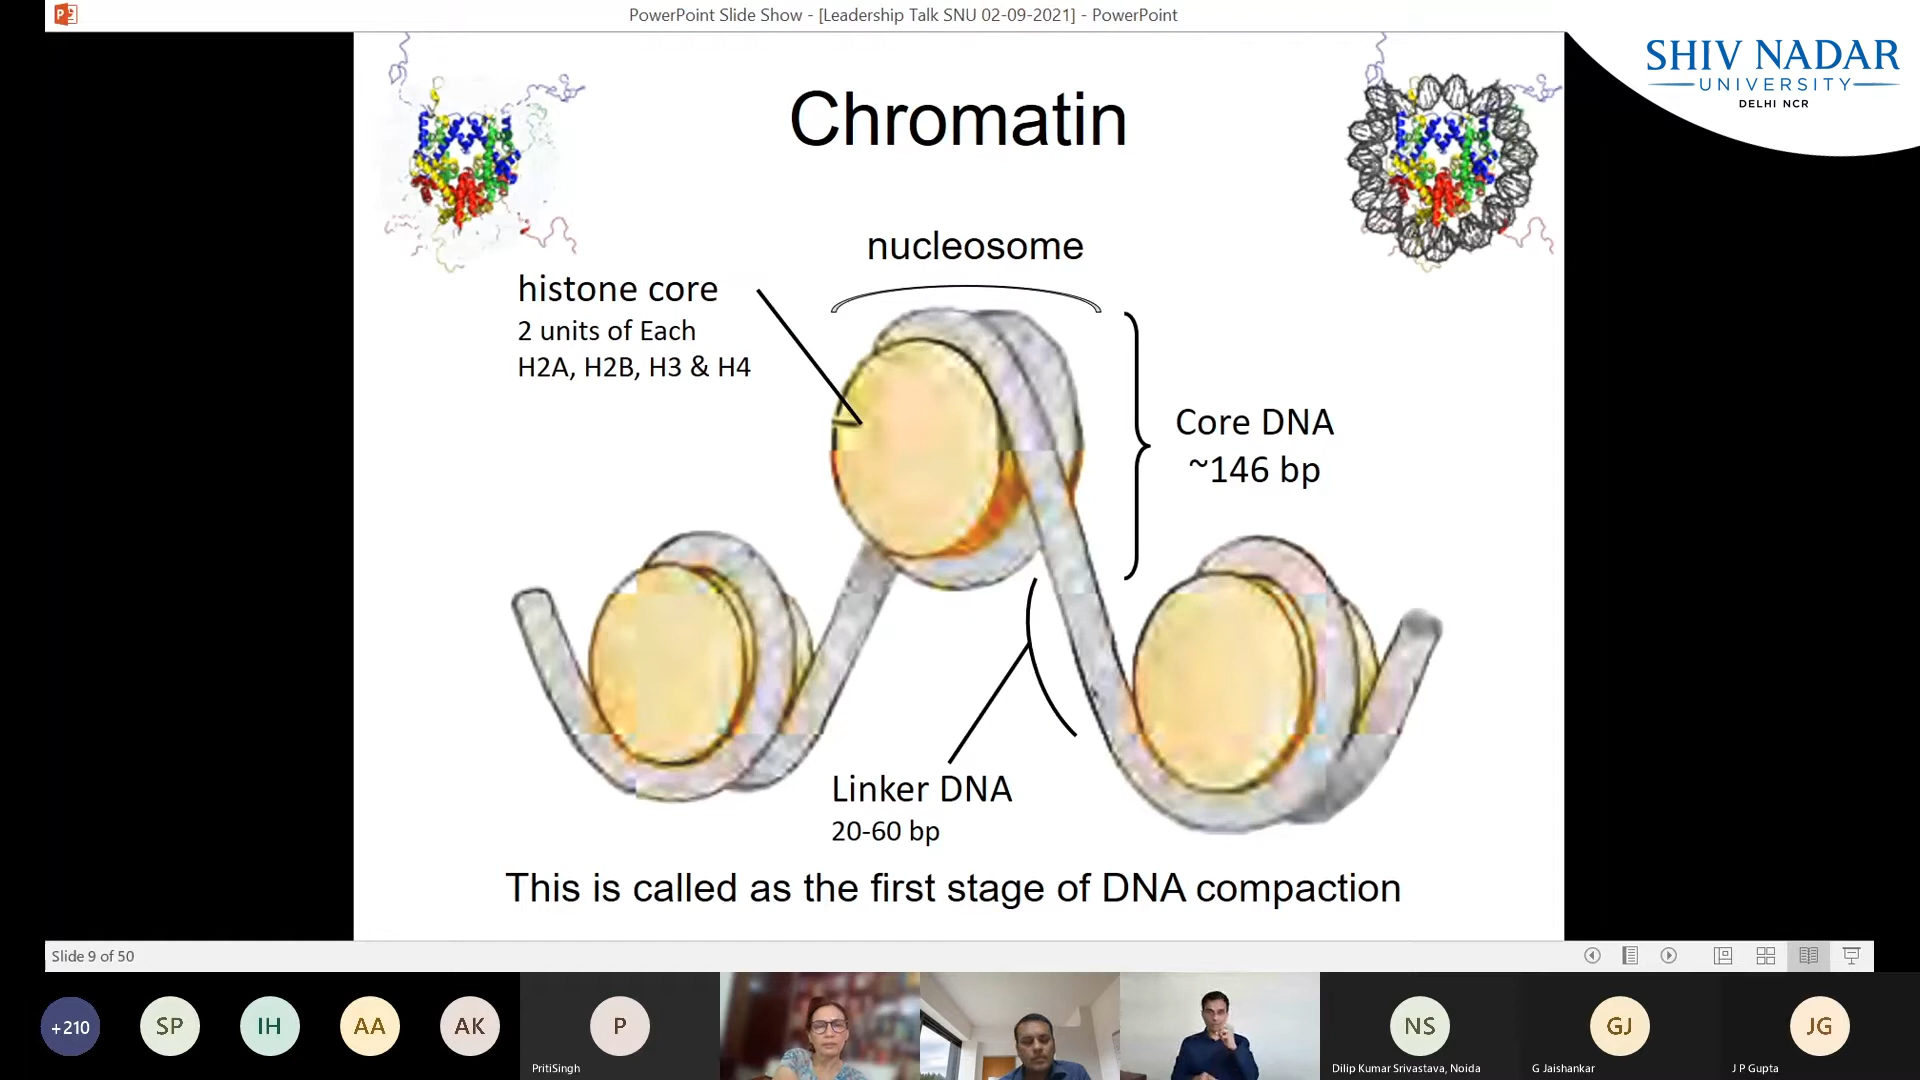 PowerPoint Slide Show - [Leadership Talk SNU 02-09-2021] - PowerPoint
SHIV NADAR
UNIVERSITY
DELHI NCR
Chromatin
nucleosome
histone core
2 units of Each
H2A, H2B, H3 & H4
Core DNA
~146 bp
Linker DNA
20-60 bp
This is called as the first stage of DNA compaction
Slide 9 of 50
+210
SP
IH
AA
AK
P
PritiSingh
NS
Dilip Kumar Srivastava, Noida
GJ
G Jaishankar
JG
J P Gupta